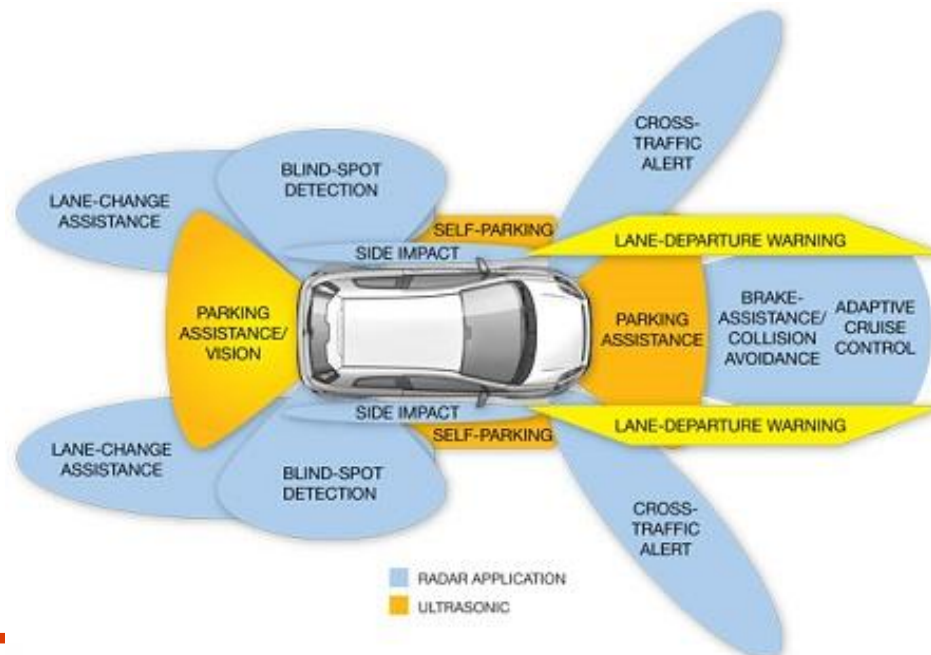 CROSS-
TRAFFIC
ALERT
BLIND-SPOT
DETECTION
LANE-CHANGE
ASSISTANCE
SELF-PARKING
LANE-DEPARTURE WARNING
SIDE IMPACT
PARKING
ASSISTANCE/
VISION
PARKING
ASSISTANCE
BRAKE-
ASSISTANCE/
COLLISION
AVOIDANCE
ADAPTIVE
CRUISE
CONTROL
SIDE IMPACT
SELF-PARKING
LANE-DEPARTURE WARNING
LANE-CHANGE
ASSISTANCE
BLIND-SPOT
DETECTION
CROSS-
TRAFFIC
ALERT
RADAR APPLICATION
ULTRASONIC